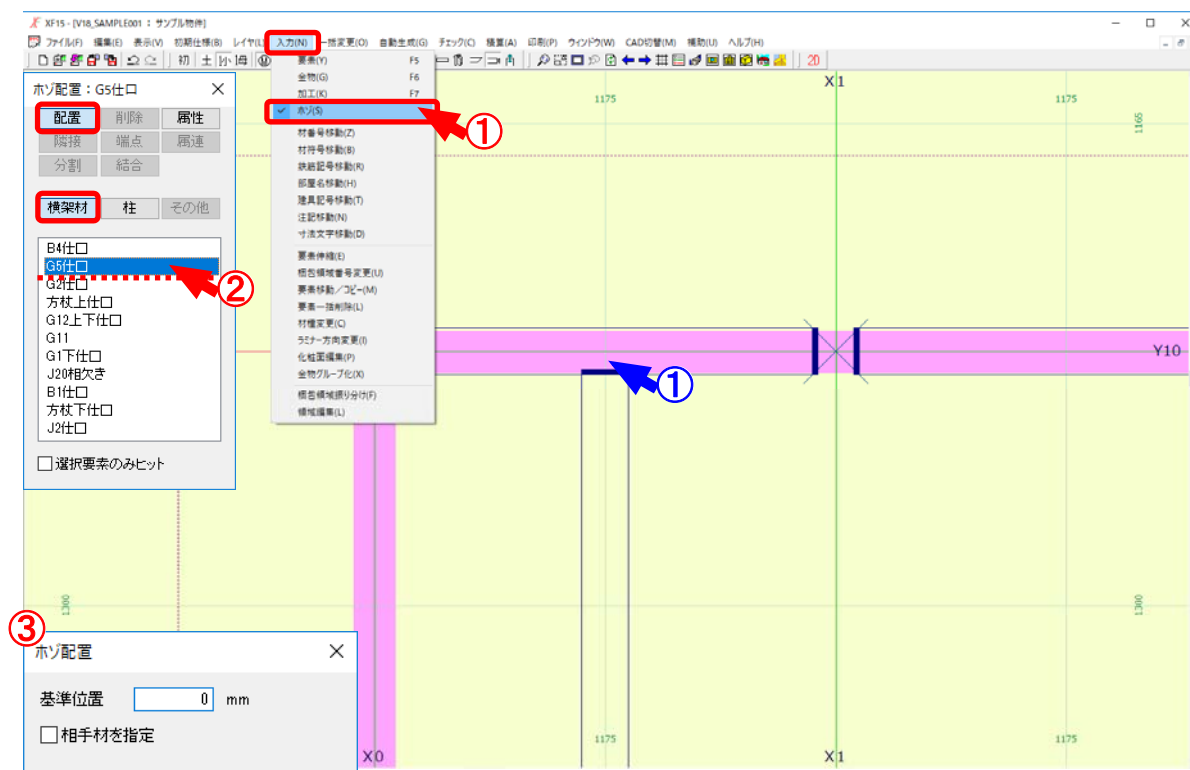 XF15 - [V18_SAMPLE001 : サンプル物件]
ファイル(F) 編集(E) 表示(V) 初期仕様(B) レイヤ(L) 入力(N) 一括変更(O) 自動生成(G) チェック(C) 積算(A) 印刷(P) ウインドウ(W) CAD切替(M) 補助(U) ヘルプ(H)
初 土 小 母 2D
ホゾ配置：G5仕口
配置 削除 属性
隣接 端点 属連
分割 結合
横架材 柱 その他
B4仕口
G5仕口
G2仕口
方杖上仕口
G12上下仕口
G11
G1下仕口
J20相欠き
B1仕口
方杖下仕口
J2仕口
選択要素のみヒット
②
要素(Y) F5
金物(G) F6
加工(K) F7
ホゾ(S)
①
材番号移動(Z)
材符号移動(B)
鉄筋記号移動(R)
部屋名移動(H)
建具記号移動(T)
注記移動(N)
寸法文字移動(D)
要素伸縮(E)
梱包領域番号変更(U)
要素移動／コピー(M)
要素一括削除(L)
材種変更(C)
ラミナー方向変更(I)
化粧面編集(P)
金物グループ化(X)
梱包領域振り分け(F)
領域編集(L)
1175
X1
1175
1165
Y10
①
1300
1300
③
ホゾ配置
基準位置 0 mm
相手材を指定
X0
1175
X1
1175